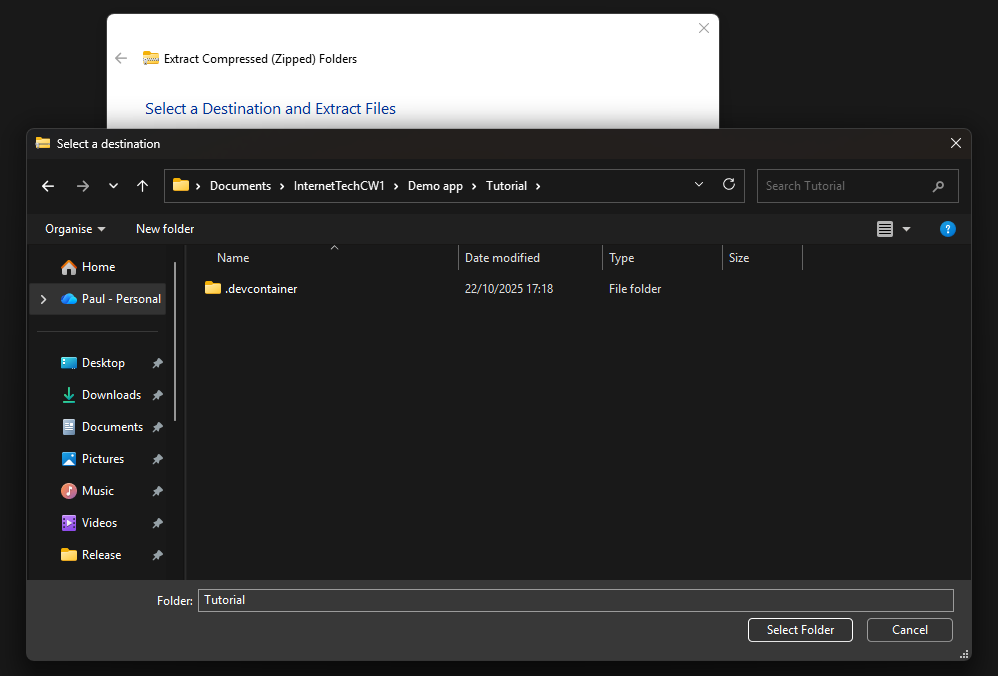 Extract Compressed (Zipped) Folders
Select a Destination and Extract Files
Select a destination
Documents › InternetTechCW1 › Demo app › Tutorial ›
Search Tutorial
Organise
New folder
?
Name
Date modified
Type
Size
.devcontainer
22/10/2025 17:18
File folder
Home
Paul - Personal
Desktop
Downloads
Documents
Pictures
Music
Videos
Release
Folder:
Tutorial
Select Folder
Cancel